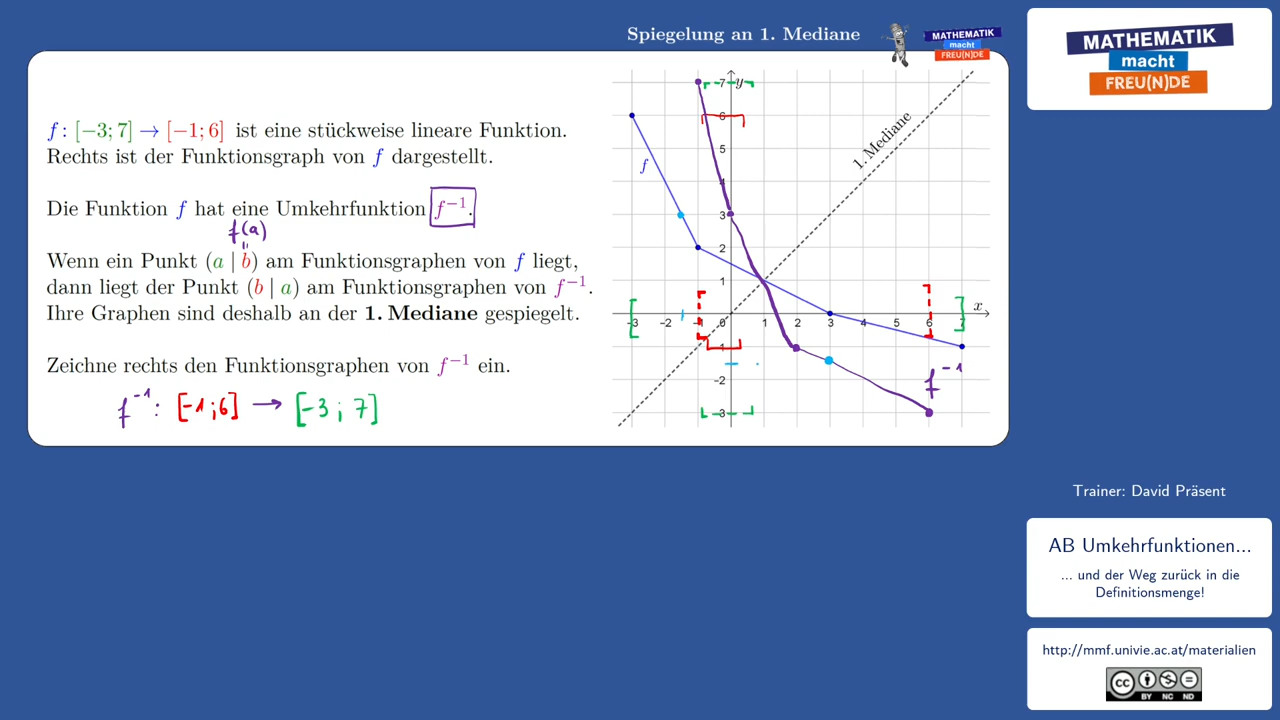 Spiegelung an 1. Mediane
MATHEMATIK
macht
FREU(N)DE
MATHEMATIK
macht
FREU(N)DE
f : [−3; 7] → [−1; 6] ist eine stückweise lineare Funktion.
Rechts ist der Funktionsgraph von f dargestellt.
Die Funktion f hat eine Umkehrfunktion f⁻¹.
f(a)
Wenn ein Punkt (a | b) am Funktionsgraphen von f liegt,
dann liegt der Punkt (b | a) am Funktionsgraphen von f⁻¹.
Ihre Graphen sind deshalb an der 1. Mediane gespiegelt.
Zeichne rechts den Funktionsgraphen von f⁻¹ ein.
f⁻¹: [-1;6] → [-3; 7]
7 y
6
5
4
3
2
1
-3 -2 -1 0 1 2 3 4 5 6 7 x
-1
-2
-3
f
1. Mediane
f⁻¹
Trainer: David Präsent
AB Umkehrfunktionen...
... und der Weg zurück in die
Definitionsmenge!
http://mmf.univie.ac.at/materialien
cc
BY NC ND